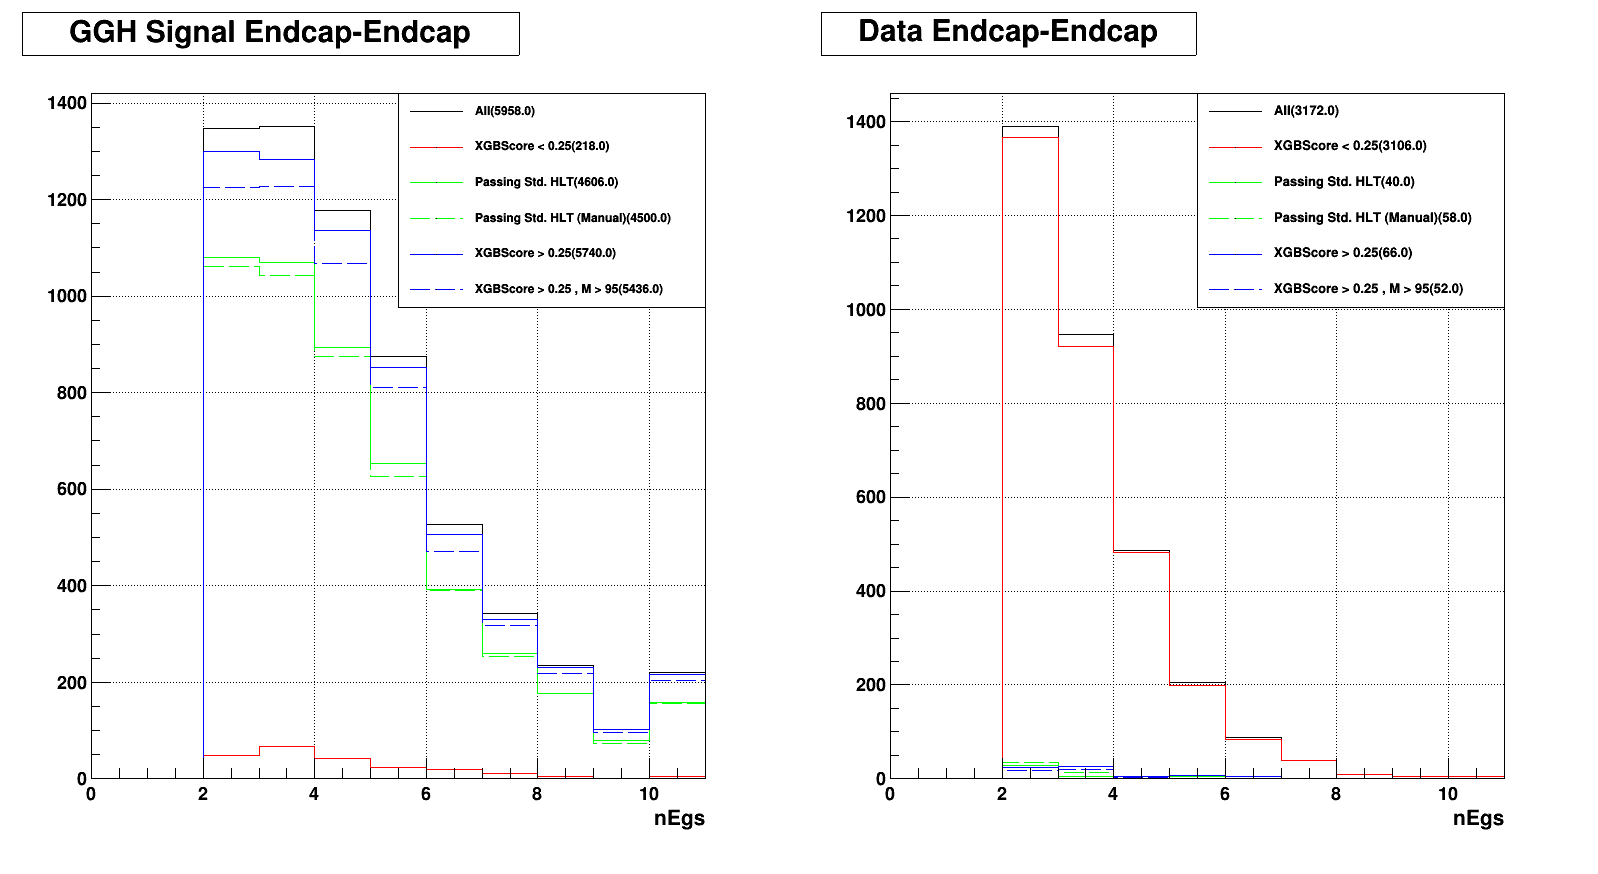 GGH Signal Endcap-Endcap
1400
1200
1000
800
600
400
200
0
0 2 4 6 8 10
nEgs
All(5958.0)
XGBScore < 0.25(218.0)
Passing Std. HLT(4606.0)
Passing Std. HLT (Manual)(4500.0)
XGBScore > 0.25(5740.0)
XGBScore > 0.25 , M > 95(5436.0)
Data Endcap-Endcap
1400
1200
1000
800
600
400
200
0
0 2 4 6 8 10
nEgs
All(3172.0)
XGBScore < 0.25(3106.0)
Passing Std. HLT(40.0)
Passing Std. HLT (Manual)(58.0)
XGBScore > 0.25(66.0)
XGBScore > 0.25 , M > 95(52.0)